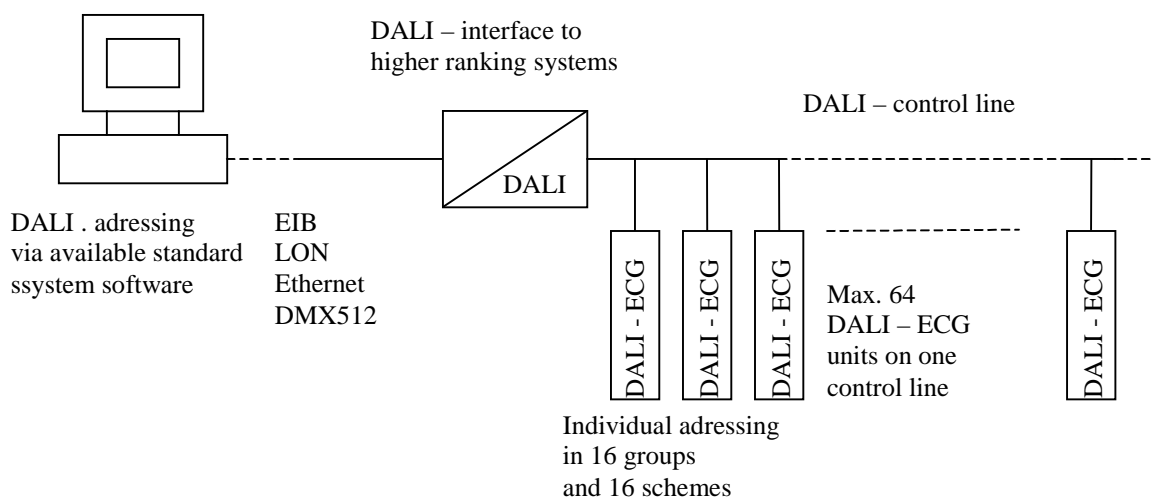 DALI – interface to
higher ranking systems
DALI – control line
DALI
DALI . adressing
via available standard
ssystem software
EIB
LON
Ethernet
DMX512
DALI - ECG
DALI - ECG
DALI - ECG
Max. 64
DALI – ECG
units on one
control line
DALI - ECG
Individual adressing
in 16 groups
and 16 schemes